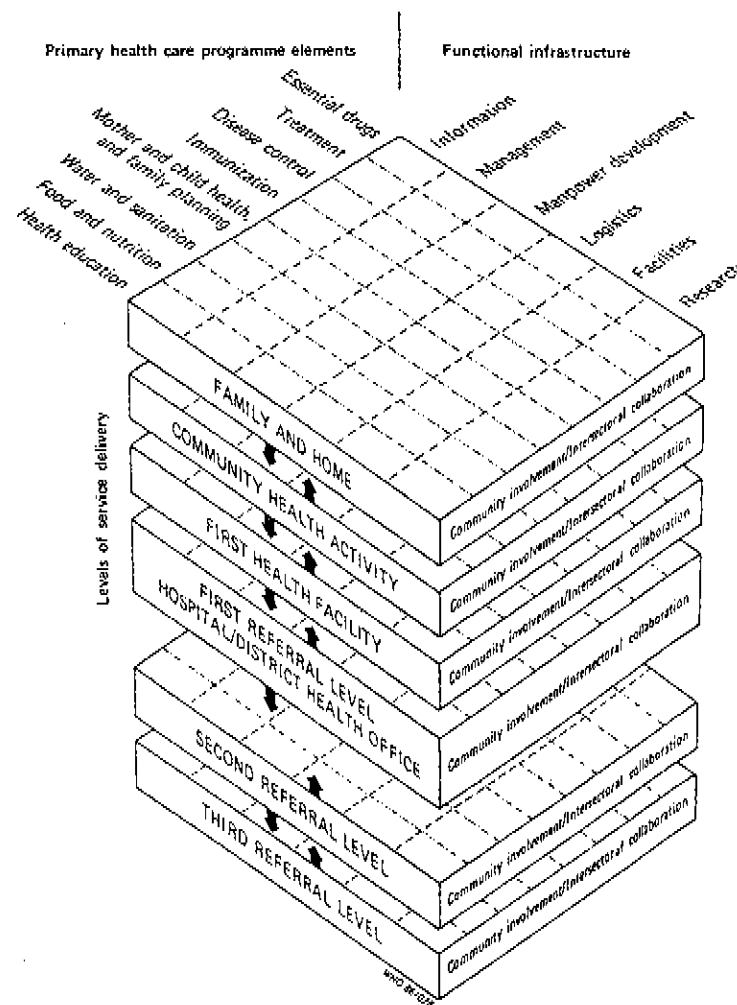 Primary health care programme elements
Functional infrastructure
Essential drugs
Treatment
Disease control
Immunization
Mother and child health,
and family planning
Water and sanitation
Food and nutrition
Health education
Information
Management
Manpower development
Logistics
Facilities
Research
Levels of service delivery
FAMILY AND HOME
Community involvement/Intersectoral collaboration
COMMUNITY HEALTH ACTIVITY
Community involvement/Intersectoral collaboration
FIRST HEALTH FACILITY
Community involvement/Intersectoral collaboration
FIRST REFERRAL LEVEL
HOSPITAL/DISTRICT HEALTH OFFICE
Community involvement/Intersectoral collaboration
SECOND REFERRAL LEVEL
Community involvement/Intersectoral collaboration
THIRD REFERRAL LEVEL
Community involvement/Intersectoral collaboration
WHO